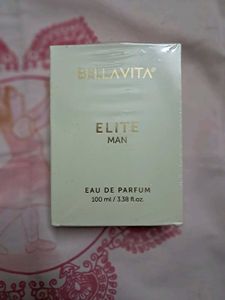 BELLAVITA®
ELITE
MAN
EAU DE PARFUM
100 ml / 3.38 fl.oz.